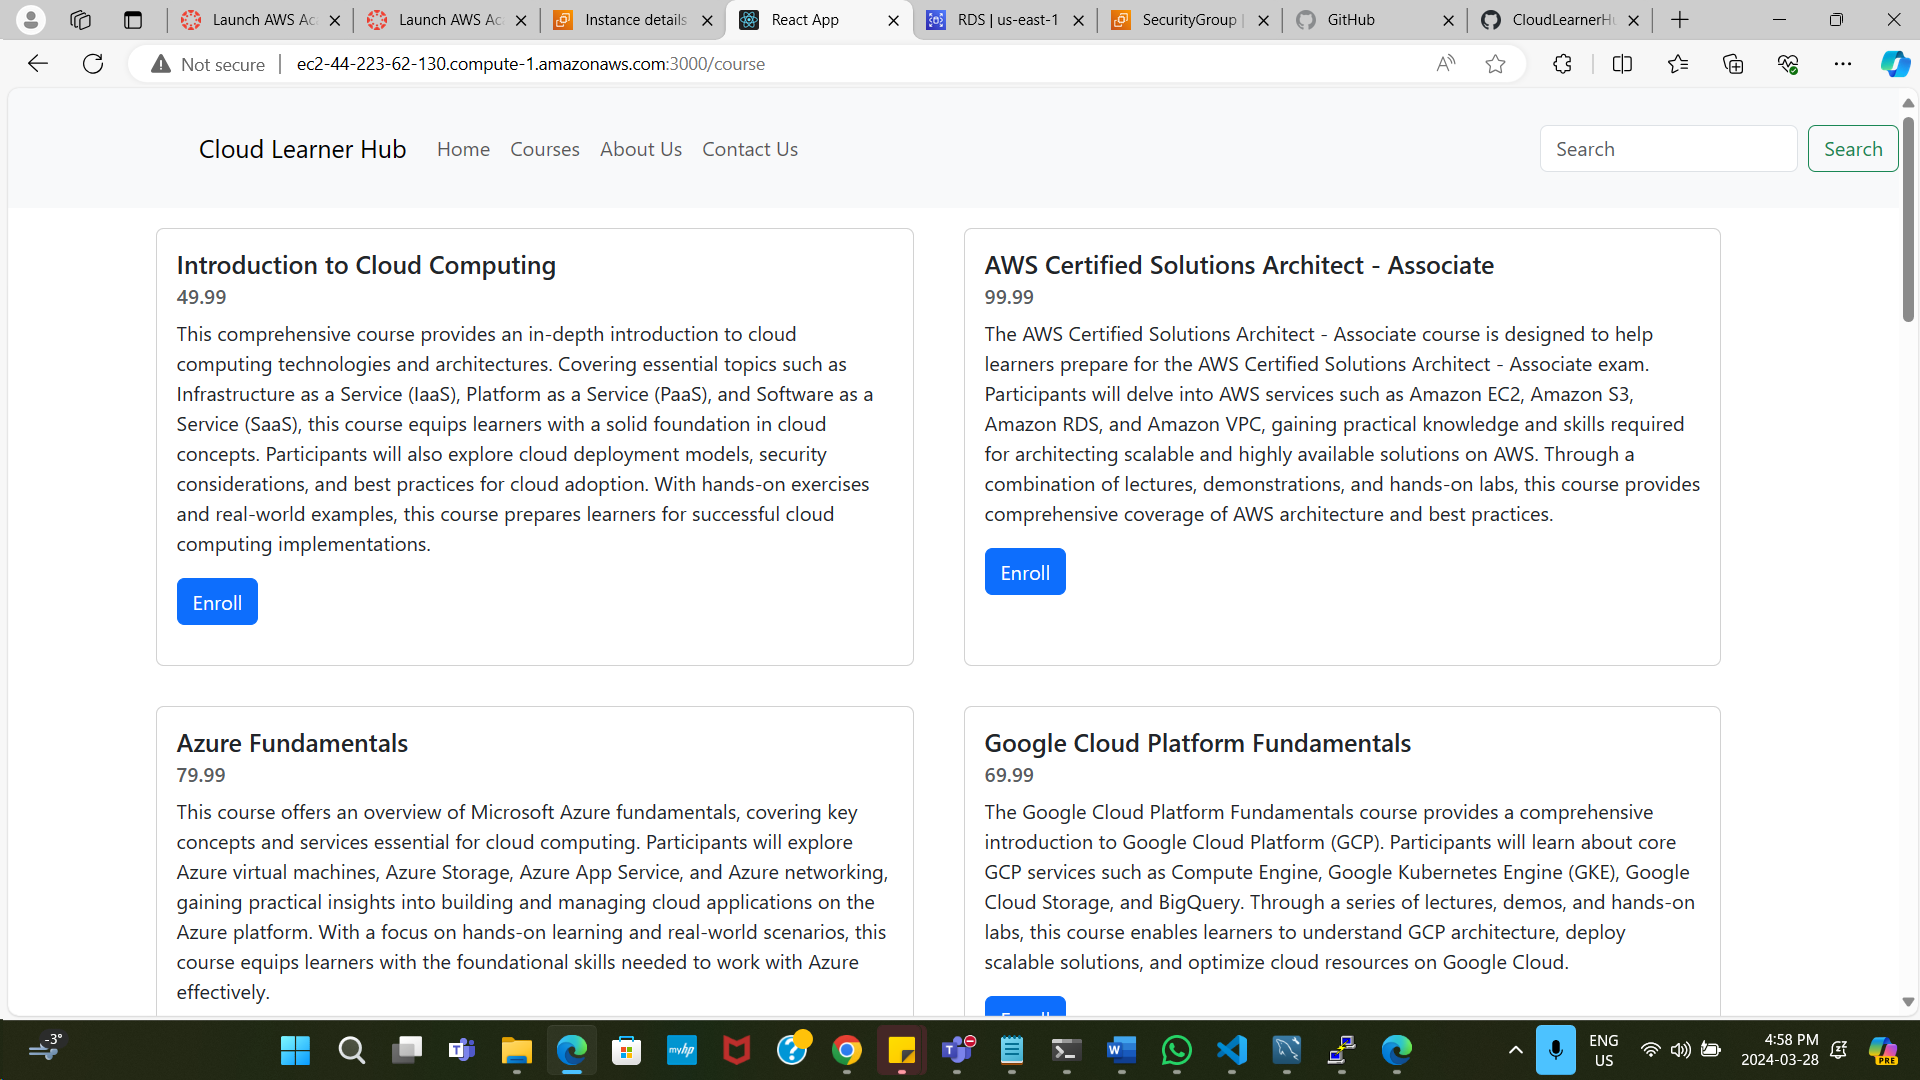 Launch AWS Aca
Launch AWS Aca
Instance details
React App
RDS | us-east-1
SecurityGroup |
GitHub
CloudLearnerHu
Not secure
ec2-44-223-62-130.compute-1.amazonaws.com:3000/course
Cloud Learner Hub
Home
Courses
About Us
Contact Us
Search
Search
Introduction to Cloud Computing
49.99
This comprehensive course provides an in-depth introduction to cloud
computing technologies and architectures. Covering essential topics such as
Infrastructure as a Service (IaaS), Platform as a Service (PaaS), and Software as a
Service (SaaS), this course equips learners with a solid foundation in cloud
concepts. Participants will also explore cloud deployment models, security
considerations, and best practices for cloud adoption. With hands-on exercises
and real-world examples, this course prepares learners for successful cloud
computing implementations.
Enroll
AWS Certified Solutions Architect - Associate
99.99
The AWS Certified Solutions Architect - Associate course is designed to help
learners prepare for the AWS Certified Solutions Architect - Associate exam.
Participants will delve into AWS services such as Amazon EC2, Amazon S3,
Amazon RDS, and Amazon VPC, gaining practical knowledge and skills required
for architecting scalable and highly available solutions on AWS. Through a
combination of lectures, demonstrations, and hands-on labs, this course provides
comprehensive coverage of AWS architecture and best practices.
Enroll
Azure Fundamentals
79.99
This course offers an overview of Microsoft Azure fundamentals, covering key
concepts and services essential for cloud computing. Participants will explore
Azure virtual machines, Azure Storage, Azure App Service, and Azure networking,
gaining practical insights into building and managing cloud applications on the
Azure platform. With a focus on hands-on learning and real-world scenarios, this
course equips learners with the foundational skills needed to work with Azure
effectively.
Google Cloud Platform Fundamentals
69.99
The Google Cloud Platform Fundamentals course provides a comprehensive
introduction to Google Cloud Platform (GCP). Participants will learn about core
GCP services such as Compute Engine, Google Kubernetes Engine (GKE), Google
Cloud Storage, and BigQuery. Through a series of lectures, demos, and hands-on
labs, this course enables learners to understand GCP architecture, deploy
scalable solutions, and optimize cloud resources on Google Cloud.
Enroll
-3°
myhp
ENG
US
4:58 PM
2024-03-28
PRE